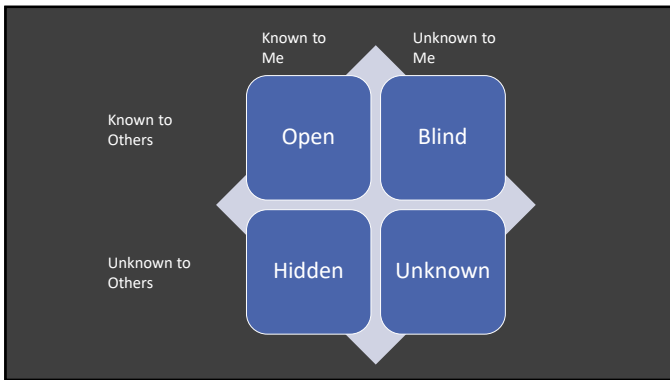 Known to
Me
Unknown to
Me
Known to
Others
Open
Blind
Unknown to
Others
Hidden
Unknown